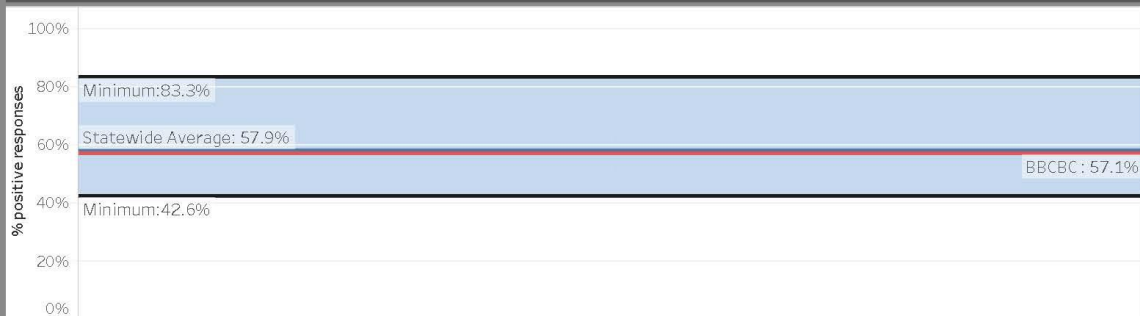 100%
80%
60%
40%
20%
0%
% positive responses
Minimum:83.3%
Statewide Average: 57.9%
BBCBC : 57.1%
Minimum:42.6%